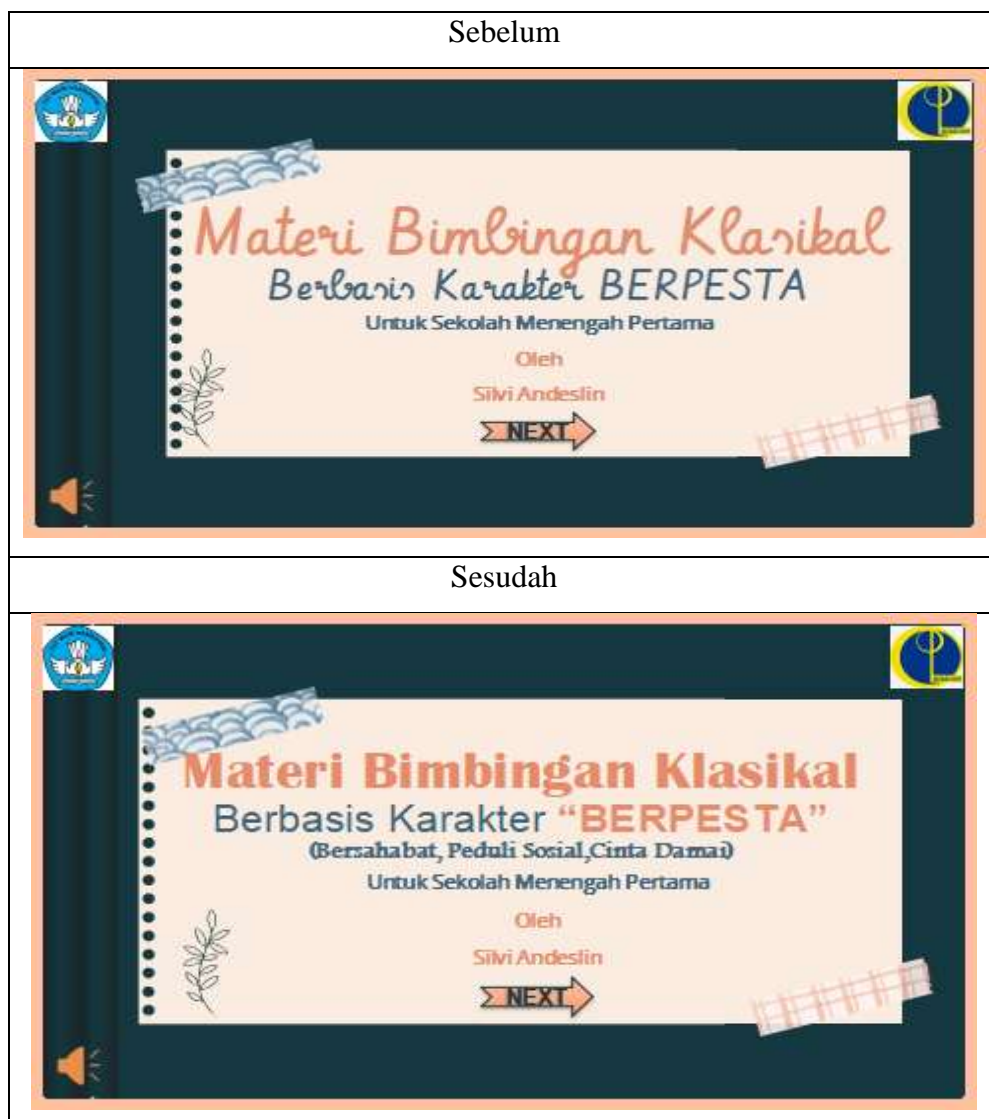 Sebelum
Materi Bimbingan Klasikal
Berbasis Karakter BERPESTA
Untuk Sekolah Menengah Pertama
Oleh
Silvi Andeslin
NEXT
Sesudah
Materi Bimbingan Klasikal
Berbasis Karakter “BERPESTA”
(Bersahabat, Peduli Sosial,Cinta Damai)
Untuk Sekolah Menengah Pertama
Oleh
Silvi Andeslin
NEXT